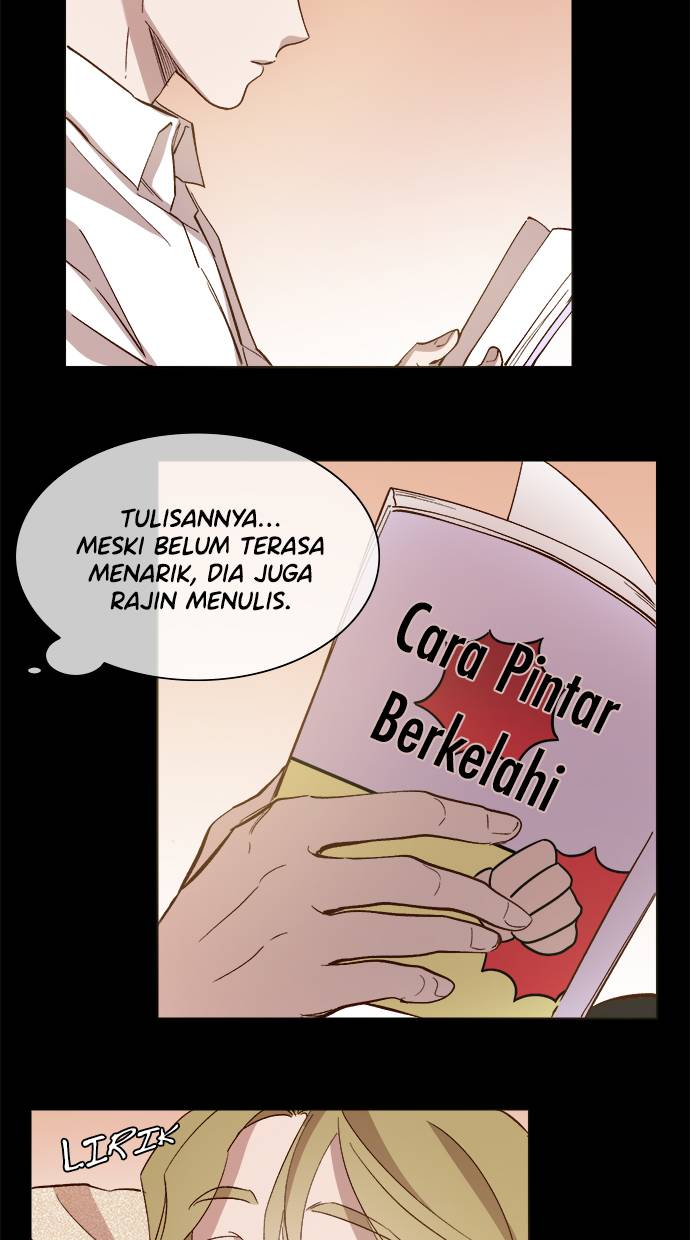 TULISANNYA...
MESKI BELUM TERASA
MENARIK, DIA JUGA
RAJIN MENULIS.
Cara Pintar
Berkelahi
LIRIK